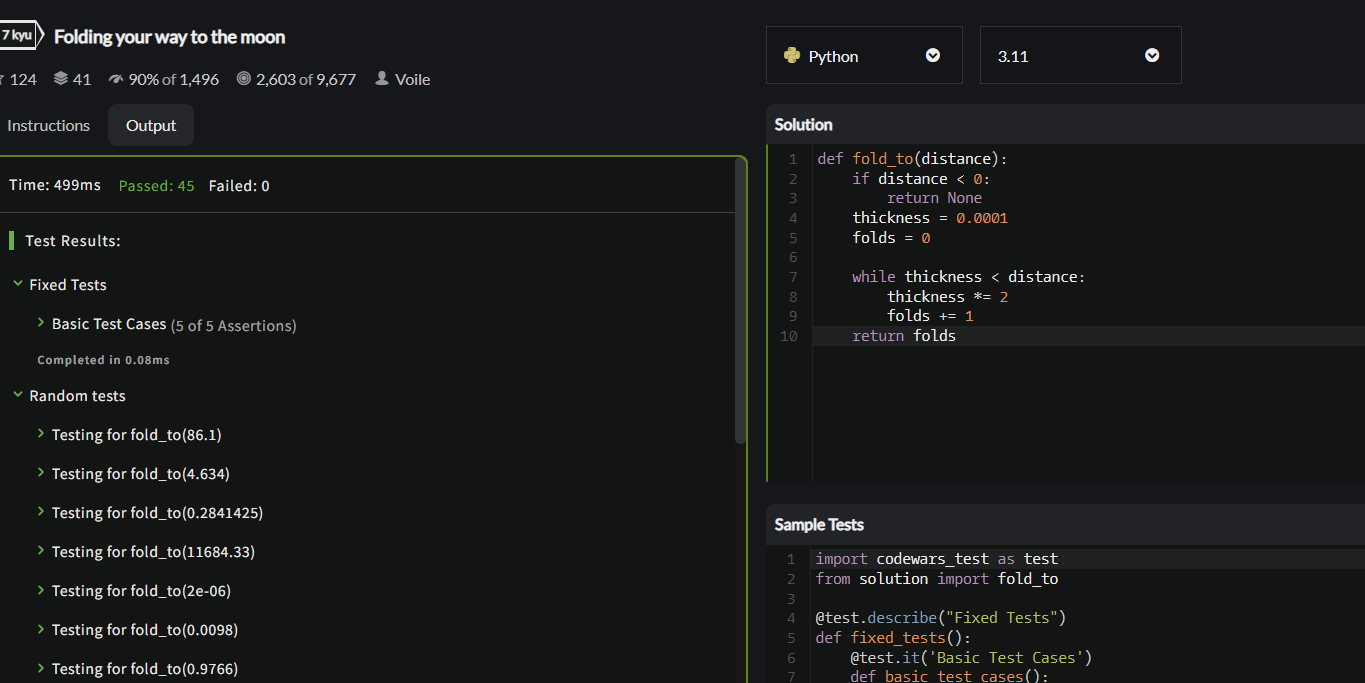 7 kyu Folding your way to the moon
124 41 90% of 1,496 2,603 of 9,677 Voile
Instructions Output
Time: 499ms Passed: 45 Failed: 0
Test Results:
Fixed Tests
Basic Test Cases (5 of 5 Assertions)
Completed in 0.08ms
Random tests
Testing for fold_to(86.1)
Testing for fold_to(4.634)
Testing for fold_to(0.2841425)
Testing for fold_to(11684.33)
Testing for fold_to(2e-06)
Testing for fold_to(0.0098)
Testing for fold_to(0.9766)
Python 3.11
Solution
1 def fold_to(distance):
2     if distance < 0:
3         return None
4     thickness = 0.0001
5     folds = 0
6
7     while thickness < distance:
8         thickness *= 2
9         folds += 1
10     return folds
Sample Tests
1 import codewars_test as test
2 from solution import fold_to
3
4 @test.describe("Fixed Tests")
5 def fixed_tests():
6     @test.it('Basic Test Cases')
7     def basic_test_cases():